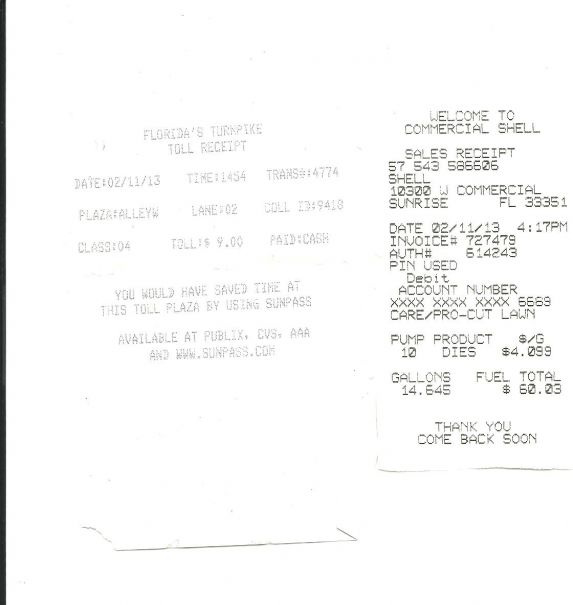 FLORIDA'S TURNPIKE
TOLL RECEIPT
DATE:02/11/13 TIME:1454 TRANS#:4774
PLAZA:ALLEYW LANE:02 COLL ID:9418
CLASS:04 TOLL:$ 9.00 PAID:CASH
YOU WOULD HAVE SAVED TIME AT
THIS TOLL PLAZA BY USING SUNPASS
AVAILABLE AT PUBLIX, CVS, AAA
AND WWW.SUNPASS.COM
WELCOME TO
COMMERCIAL SHELL
SALES RECEIPT
57 543 586606
SHELL
10300 W COMMERCIAL
SUNRISE FL 33351
DATE 02/11/13 4:17PM
INVOICE# 727479
AUTH# 614243
PIN USED
Debit
ACCOUNT NUMBER
XXXX XXXX XXXX 6669
CARE/PRO-CUT LAWN
PUMP PRODUCT $/G
10 DIES $4.099
GALLONS FUEL TOTAL
14.645 $ 60.03
THANK YOU
COME BACK SOON